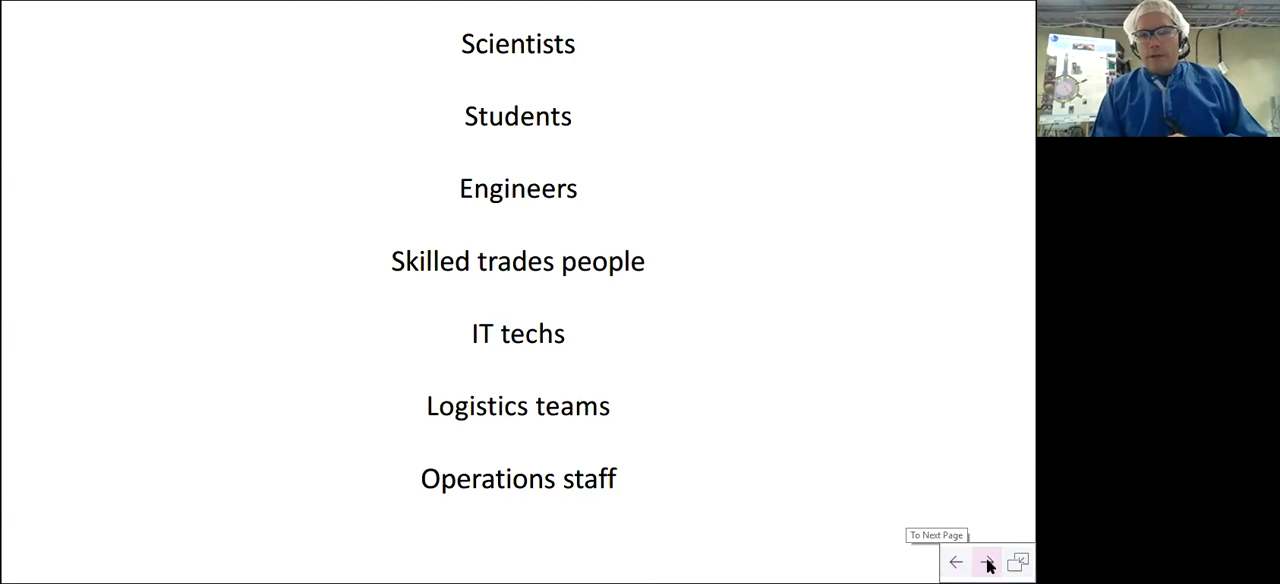 Scientists
Students
Engineers
Skilled trades people
IT techs
Logistics teams
Operations staff
To Next Page